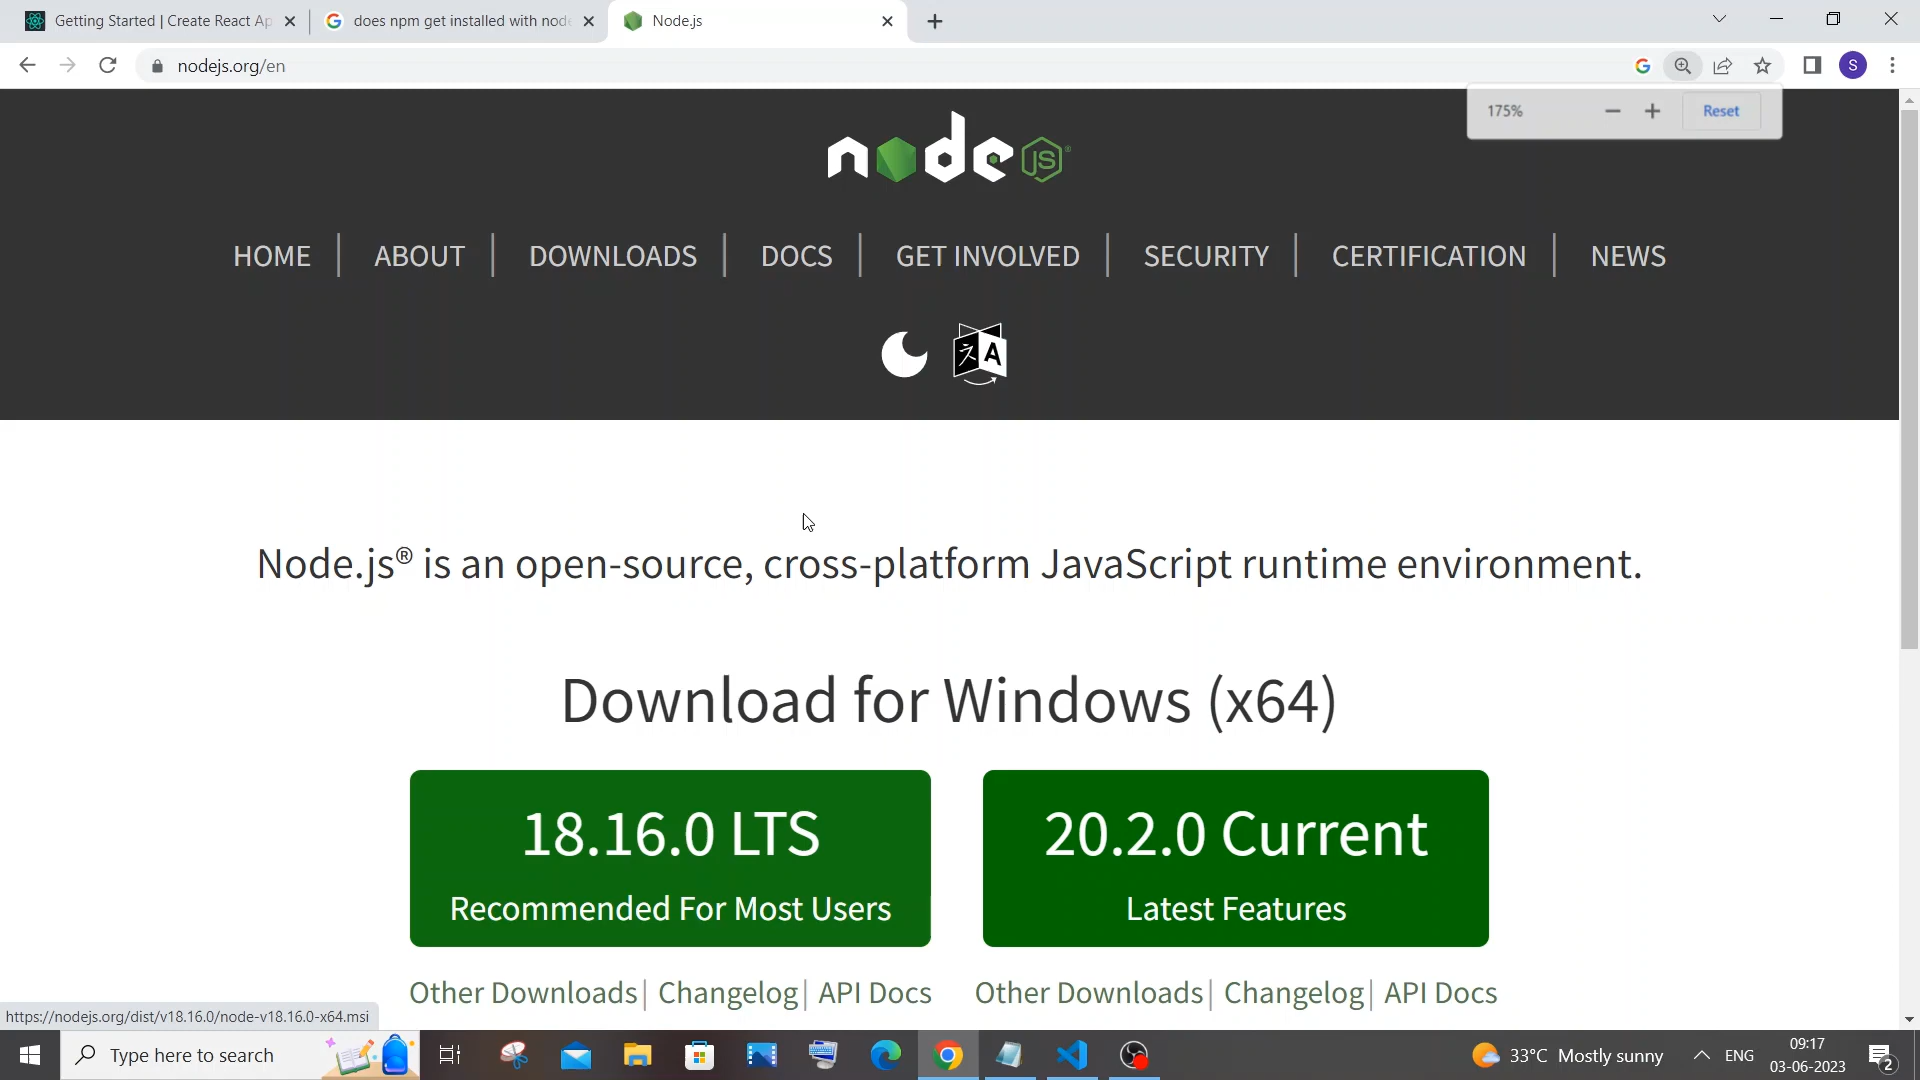 Getting Started | Create React Ap
does npm get installed with node
Node.js
nodejs.org/en
S
175%
Reset
node JS
HOME | ABOUT | DOWNLOADS | DOCS | GET INVOLVED | SECURITY | CERTIFICATION | NEWS
Node.js® is an open-source, cross-platform JavaScript runtime environment.
Download for Windows (x64)
18.16.0 LTS
Recommended For Most Users
20.2.0 Current
Latest Features
Other Downloads | Changelog | API Docs
Other Downloads | Changelog | API Docs
https://nodejs.org/dist/v18.16.0/node-v18.16.0-x64.msi
Type here to search
33°C Mostly sunny
ENG
09:17
03-06-2023
2